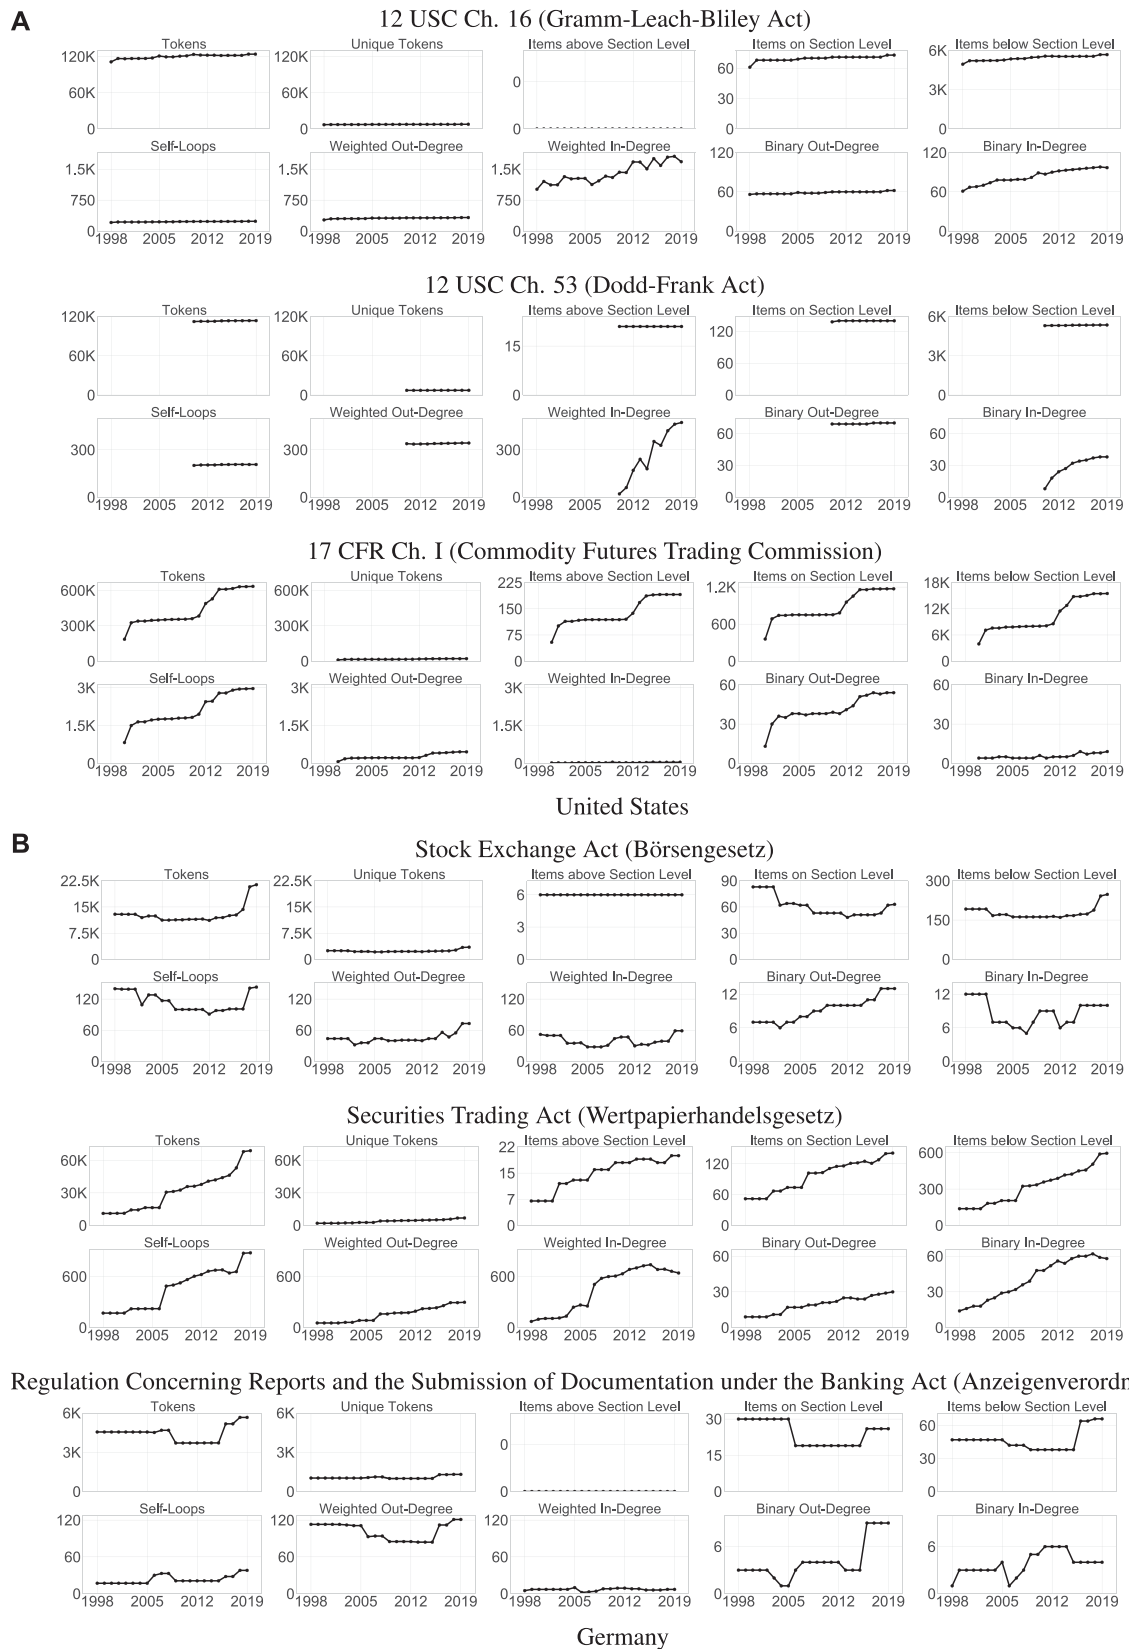 A
12 USC Ch. 16 (Gramm-Leach-Bliley Act)
Tokens Unique Tokens Items above Section Level Items on Section Level Items below Section Level
120K 120K 6K
60K 60K 0 60 3K
30
0 0 0 0 0
Self-Loops Weighted Out-Degree Weighted In-Degree Binary Out-Degree Binary In-Degree
1.5K 1.5K 1.5K 120 120
750 750 750 60 60
0 0 0 0 0
1998 2005 2012 2019 1998 2005 2012 2019 1998 2005 2012 2019 1998 2005 2012 2019 1998 2005 2012 2019
12 USC Ch. 53 (Dodd-Frank Act)
Tokens Unique Tokens Items above Section Level Items on Section Level Items below Section Level
120K 120K 15 140 6K
60K 60K 70 3K
0 0 0 0 0
Self-Loops Weighted Out-Degree Weighted In-Degree Binary Out-Degree Binary In-Degree
300 300 300 60 60
30 30
0 0 0 0 0
1998 2005 2012 2019 1998 2005 2012 2019 1998 2005 2012 2019 1998 2005 2012 2019 1998 2005 2012 2019
17 CFR Ch. I (Commodity Futures Trading Commission)
Tokens Unique Tokens Items above Section Level Items on Section Level Items below Section Level
600K 600K 225 1.2K 18K
300K 300K 150 600 12K
75 6K
0 0 0 0 0
Self-Loops Weighted Out-Degree Weighted In-Degree Binary Out-Degree Binary In-Degree
3K 3K 3K 60 60
1.5K 1.5K 1.5K 30 30
0 0 0 0 0
1998 2005 2012 2019 1998 2005 2012 2019 1998 2005 2012 2019 1998 2005 2012 2019 1998 2005 2012 2019
United States
B
Stock Exchange Act (Börsengesetz)
Tokens Unique Tokens Items above Section Level Items on Section Level Items below Section Level
22.5K 22.5K 6 90 300
15K 15K 3 60 150
7.5K 7.5K 30
0 0 0 0 0
Self-Loops Weighted Out-Degree Weighted In-Degree Binary Out-Degree Binary In-Degree
120 120 120 12 12
60 60 60 6 6
0 0 0 0 0
1998 2005 2012 2019 1998 2005 2012 2019 1998 2005 2012 2019 1998 2005 2012 2019 1998 2005 2012 2019
Securities Trading Act (Wertpapierhandelsgesetz)
Tokens Unique Tokens Items above Section Level Items on Section Level Items below Section Level
60K 60K 22 120 600
30K 30K 15 60 300
7
0 0 0 0 0
Self-Loops Weighted Out-Degree Weighted In-Degree Binary Out-Degree Binary In-Degree
600 600 600 60 60
30 30
0 0 0 0 0
1998 2005 2012 2019 1998 2005 2012 2019 1998 2005 2012 2019 1998 2005 2012 2019 1998 2005 2012 2019
Regulation Concerning Reports and the Submission of Documentation under the Banking Act (Anzeigenverordn
Tokens Unique Tokens Items above Section Level Items on Section Level Items below Section Level
6K 6K 0 30 60
3K 3K 15 30
0 0 0 0 0
Self-Loops Weighted Out-Degree Weighted In-Degree Binary Out-Degree Binary In-Degree
120 120 120 6 6
60 60 60
0 0 0 0 0
1998 2005 2012 2019 1998 2005 2012 2019 1998 2005 2012 2019 1998 2005 2012 2019 1998 2005 2012 2019
Germany